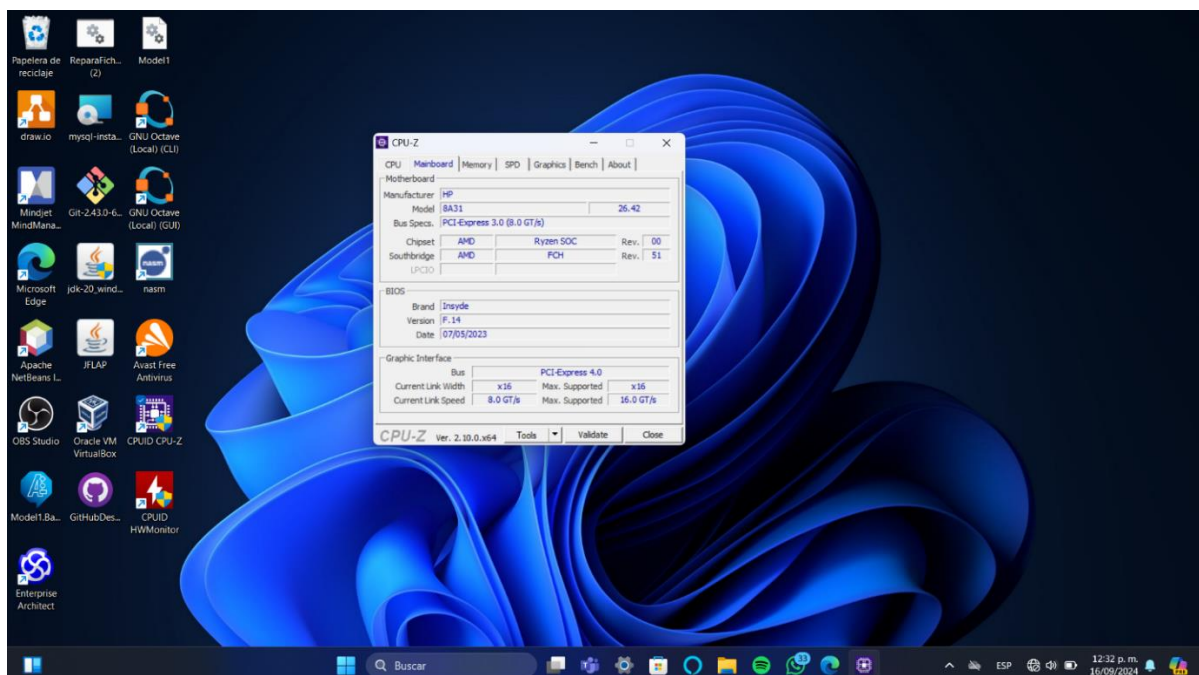 Papelera de reciclaje
ReparaFich... (2)
Model1
draw.io
mysql-insta...
GNU Octave (Local) (CLI)
Mindjet MindMana...
Git-2.43.0-6...
GNU Octave (Local) (GUI)
Microsoft Edge
jdk-20_wind...
nasm
nasm
Apache NetBeans I...
JFLAP
Avast Free Antivirus
OBS Studio
Oracle VM VirtualBox
CPUID CPU-Z
Model1.Ba...
GitHubDes...
CPUID HWMonitor
Enterprise Architect
CPU-Z
CPU Mainboard Memory SPD Graphics Bench About
Motherboard
Manufacturer HP
Model 8A31 26.42
Bus Specs. PCI-Express 3.0 (8.0 GT/s)
Chipset AMD Ryzen SOC Rev. 00
Southbridge AMD FCH Rev. 51
LPCIO
BIOS
Brand Insyde
Version F.14
Date 07/05/2023
Graphic Interface
Bus PCI-Express 4.0
Current Link Width x16 Max. Supported x16
Current Link Speed 8.0 GT/s Max. Supported 16.0 GT/s
CPU-Z Ver. 2.10.0.x64 Tools Validate Close
Buscar
33
ESP
12:32 p. m.
16/09/2024